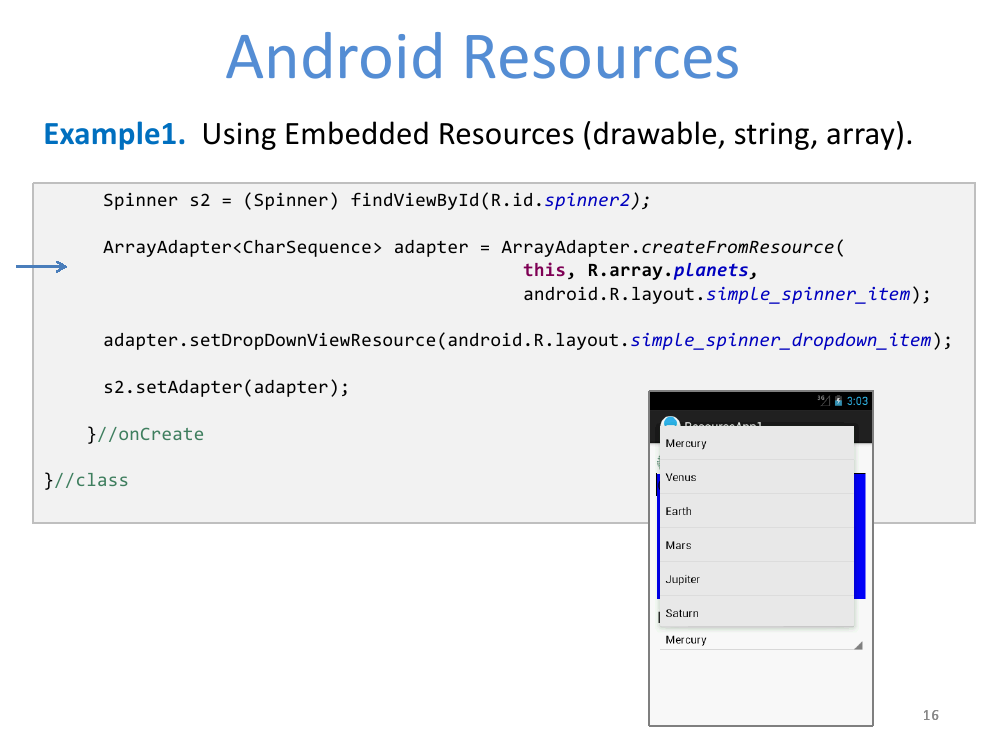 Android Resources
Example1. Using Embedded Resources (drawable, string, array).
Spinner s2 = (Spinner) findViewById(R.id.spinner2);
ArrayAdapter<CharSequence> adapter = ArrayAdapter.createFromResource(
this, R.array.planets,
android.R.layout.simple_spinner_item);
adapter.setDropDownViewResource(android.R.layout.simple_spinner_dropdown_item);
s2.setAdapter(adapter);
}//onCreate
}//class
3G 3:03
ResourceApp1
Mercury
Venus
Earth
Mars
Jupiter
Saturn
Mercury
16